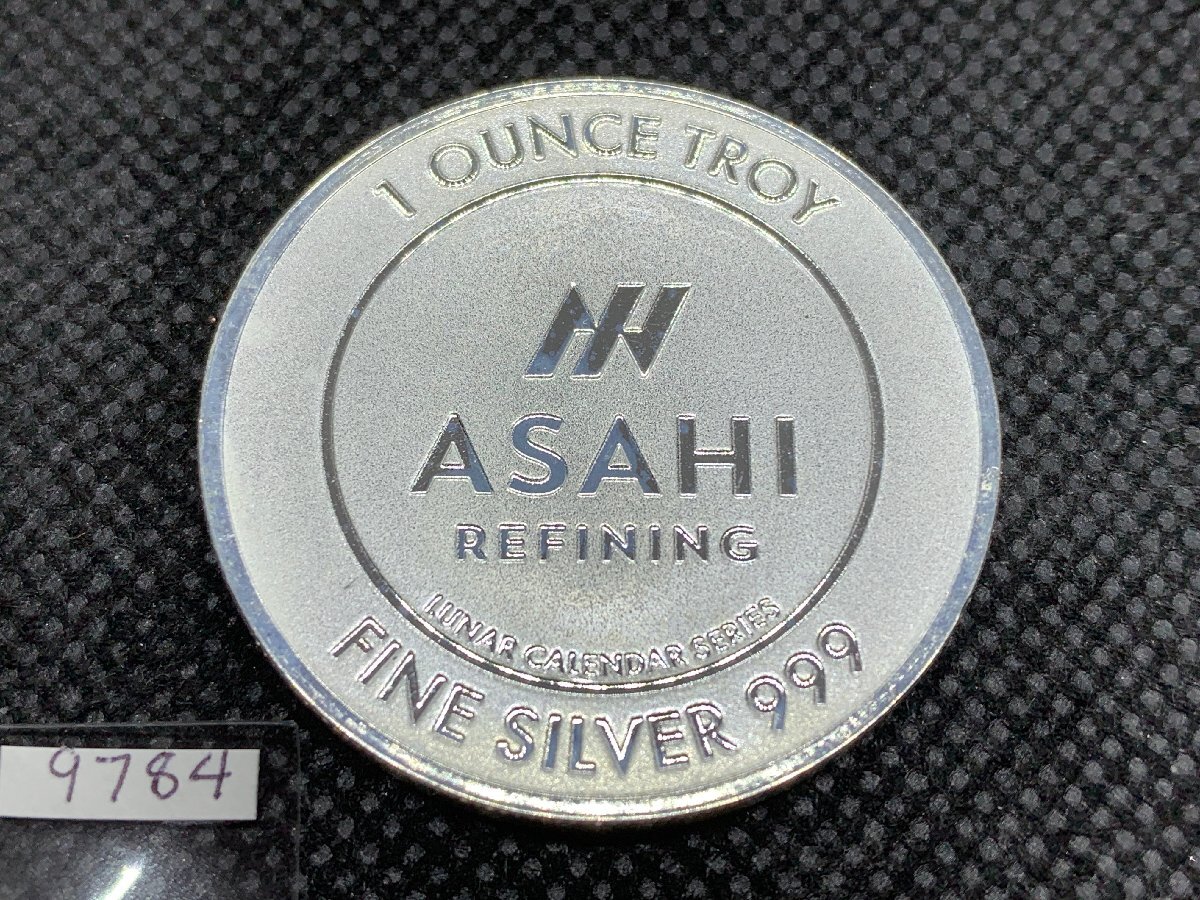 1 OUNCE TROY
ASAHI
REFINING
LUNAR CALENDAR SERIES
FINE SILVER 999
9784